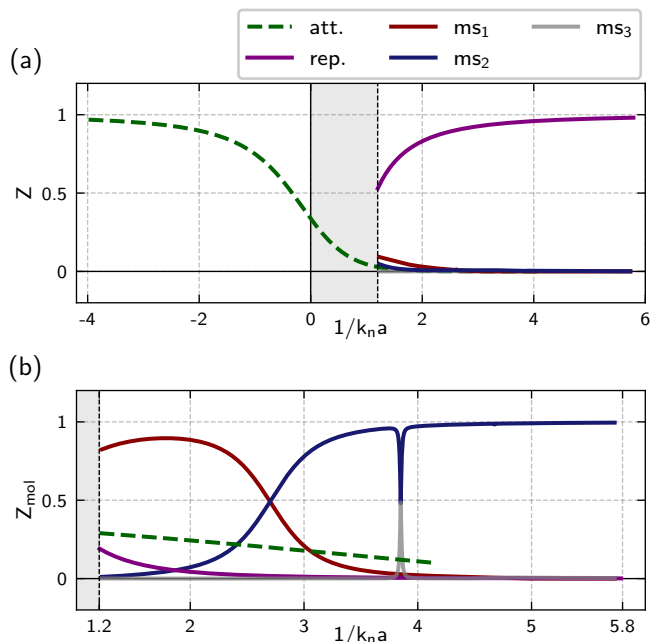 att.
ms₁
ms₃
rep.
ms₂
(a)
1
0.5
0
Z
-4
-2
0
2
4
6
1/kₙa
(b)
1
0.5
0
Z_mol
1.2
2
3
4
5
5.8
1/kₙa